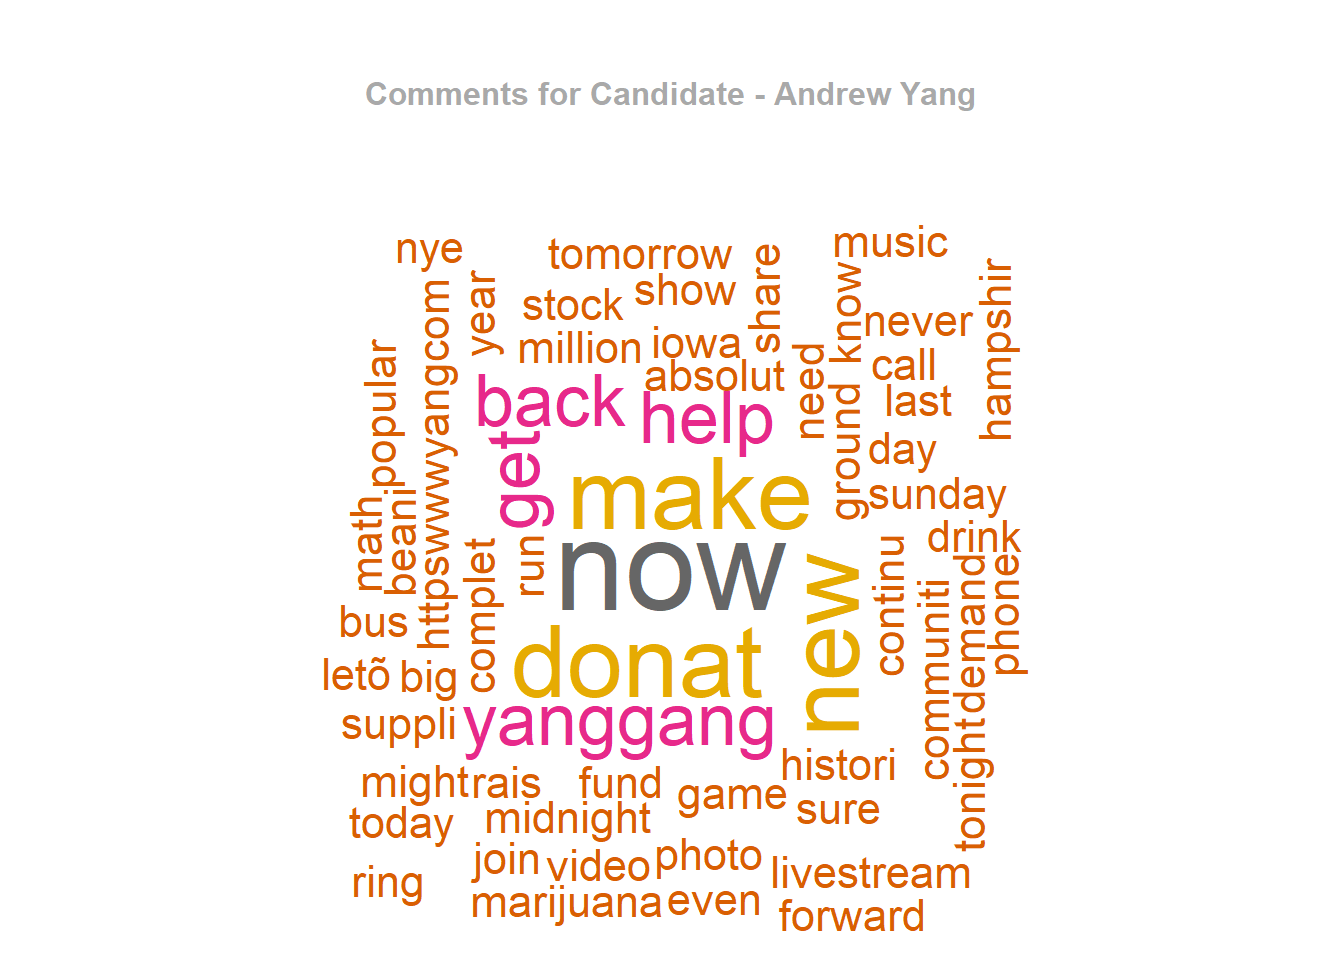 Comments for Candidate - Andrew Yang
nye
tomorrow
music
share
show
year
stock
know
hampshir
httpswwwyangcom
never
million
iowa
need
popular
call
absolut
back
help
last
ground
get
day
make
sunday
math
beani
now
run
drink
new
continu
complet
demand
phone
communiti
bus
donat
letõ
big
suppli
yanggang
tonight
histori
might
rais
fund
game
sure
today
midnight
join
video
photo
livestream
ring
marijuana
even
forward